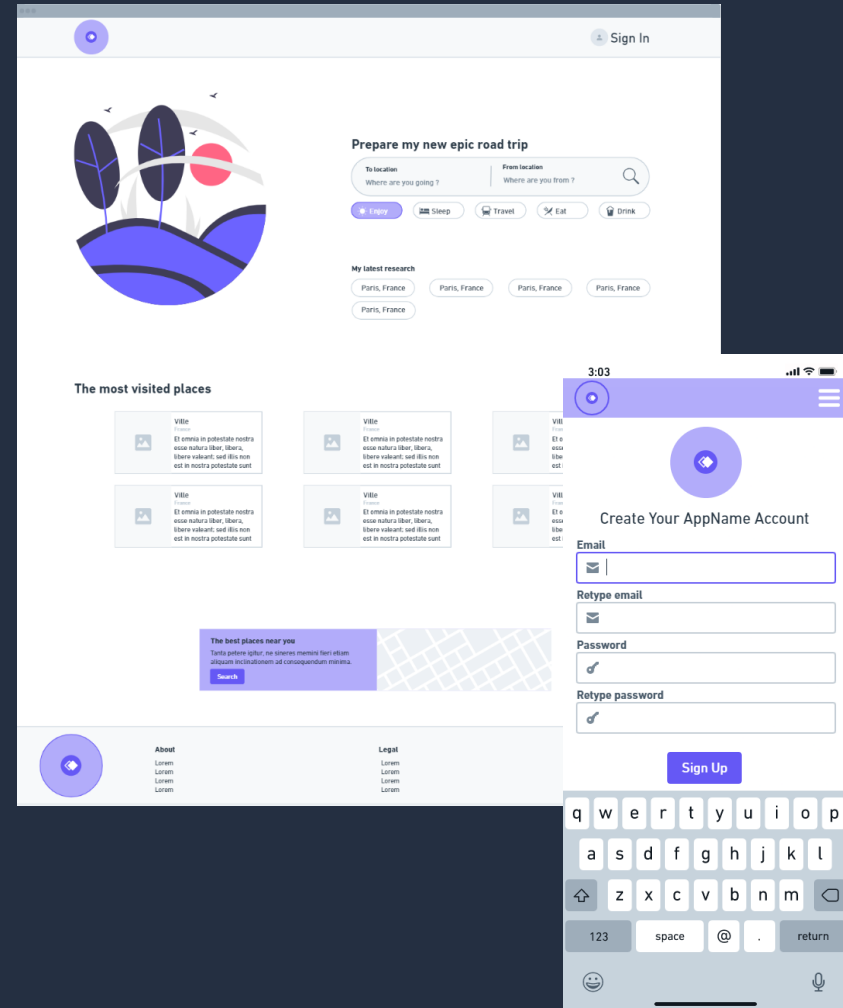 Sign In
Prepare my new epic road trip
To location
Where are you going ?
From location
Where are you from ?
Enjoy
Sleep
Travel
Eat
Drink
My latest research
Paris, France
Paris, France
Paris, France
Paris, France
Paris, France
The most visited places
Ville
France
Et omnia in potestate nostra
esse natura liber, libera,
libere valeant; sed illis non
est in nostra potestate sunt
Ville
France
Et omnia in potestate nostra
esse natura liber, libera,
libere valeant; sed illis non
est in nostra potestate sunt
Ville
France
Et omnia in potestate nostra
esse natura liber, libera,
libere valeant; sed illis non
est in nostra potestate sunt
Ville
France
Et omnia in potestate nostra
esse natura liber, libera,
libere valeant; sed illis non
est in nostra potestate sunt
The best places near you
Tanta petere igitur, ne sineres memini fieri etiam
aliquam inclinationem ad consequendum minima.
Search
About
Lorem
Lorem
Lorem
Lorem
Legal
Lorem
Lorem
Lorem
Lorem
3:03
Create Your AppName Account
Email
Retype email
Password
Retype password
Sign Up
q w e r t y u i o p
a s d f g h j k l
z x c v b n m
123 space @ . return